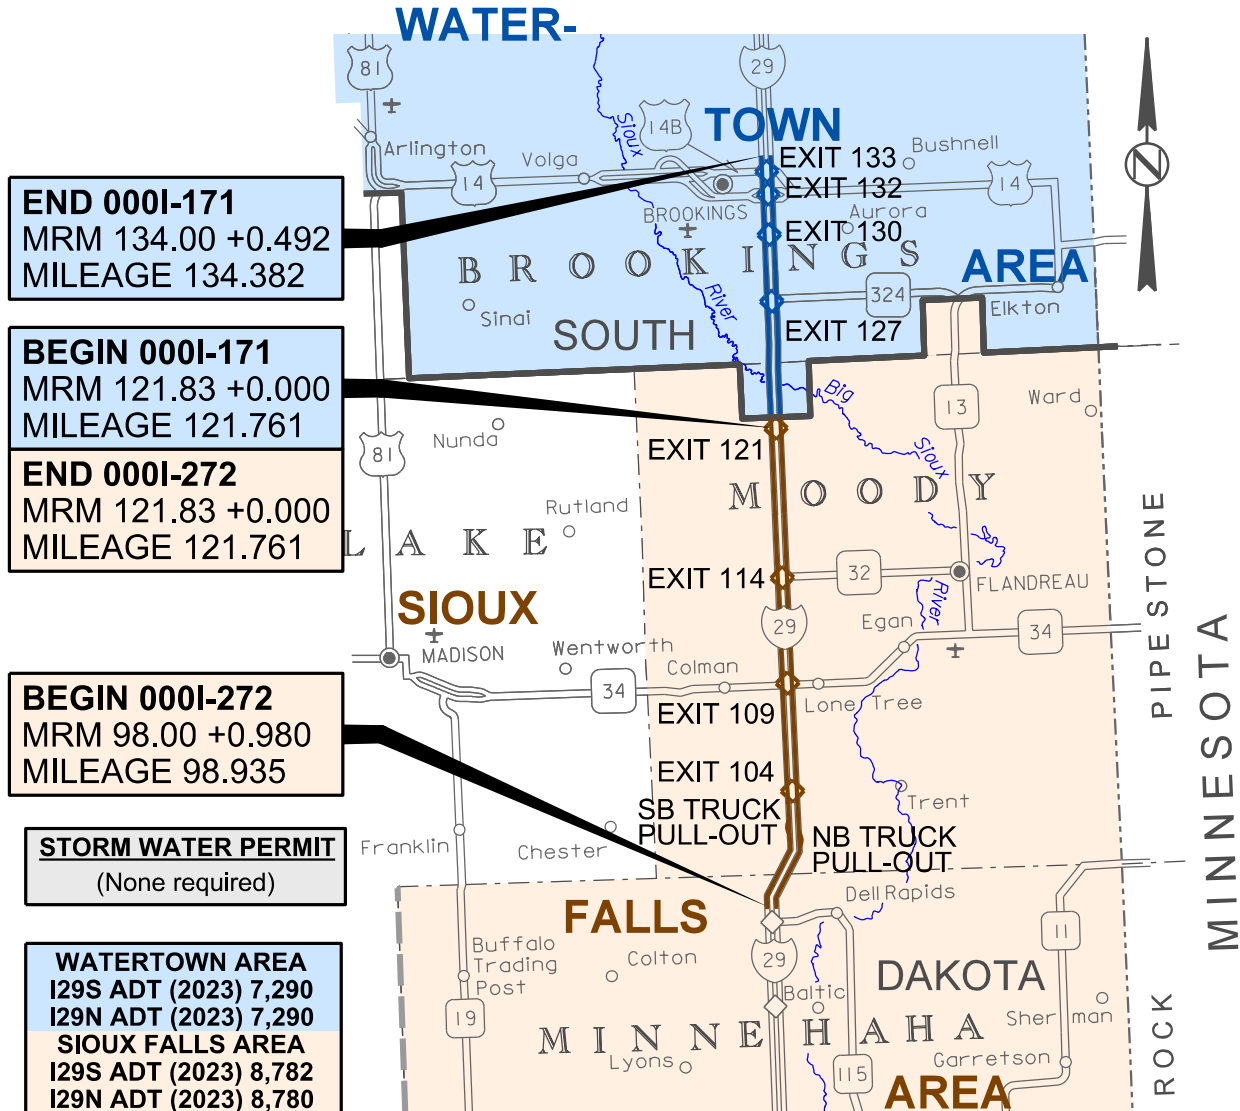 WATER-
81
29
Sioux
14B
TOWN
Arlington
Volga
EXIT 133
Bushnell
14
EXIT 132
14
BROOKINGS
Aurora
EXIT 130
END 000I-171
MRM 134.00 +0.492
MILEAGE 134.382
BROOKINGS
AREA
324
River
Sinai
SOUTH
EXIT 127
Elkton
BEGIN 000I-171
MRM 121.83 +0.000
MILEAGE 121.761
Big
13
Ward
Nunda
81
EXIT 121
Sioux
END 000I-272
MRM 121.83 +0.000
MILEAGE 121.761
MOODY
Rutland
LAKE
EXIT 114
32
FLANDREAU
SIOUX
River
29
Egan
34
PIPESTONE
MADISON
Wentworth
Colman
34
Lone Tree
EXIT 109
MINNESOTA
BEGIN 000I-272
MRM 98.00 +0.980
MILEAGE 98.935
EXIT 104
SB TRUCK
PULL-OUT
Trent
NB TRUCK
PULL-OUT
STORM WATER PERMIT
(None required)
Franklin
Chester
Dell Rapids
FALLS
11
Buffalo
Trading
Post
Colton
29
DAKOTA
Baltic
19
MINNEHAHA
Sherman
ROCK
Lyons
Garretson
115
AREA
WATERTOWN AREA
I29S ADT (2023) 7,290
I29N ADT (2023) 7,290
SIOUX FALLS AREA
I29S ADT (2023) 8,782
I29N ADT (2023) 8,780
N